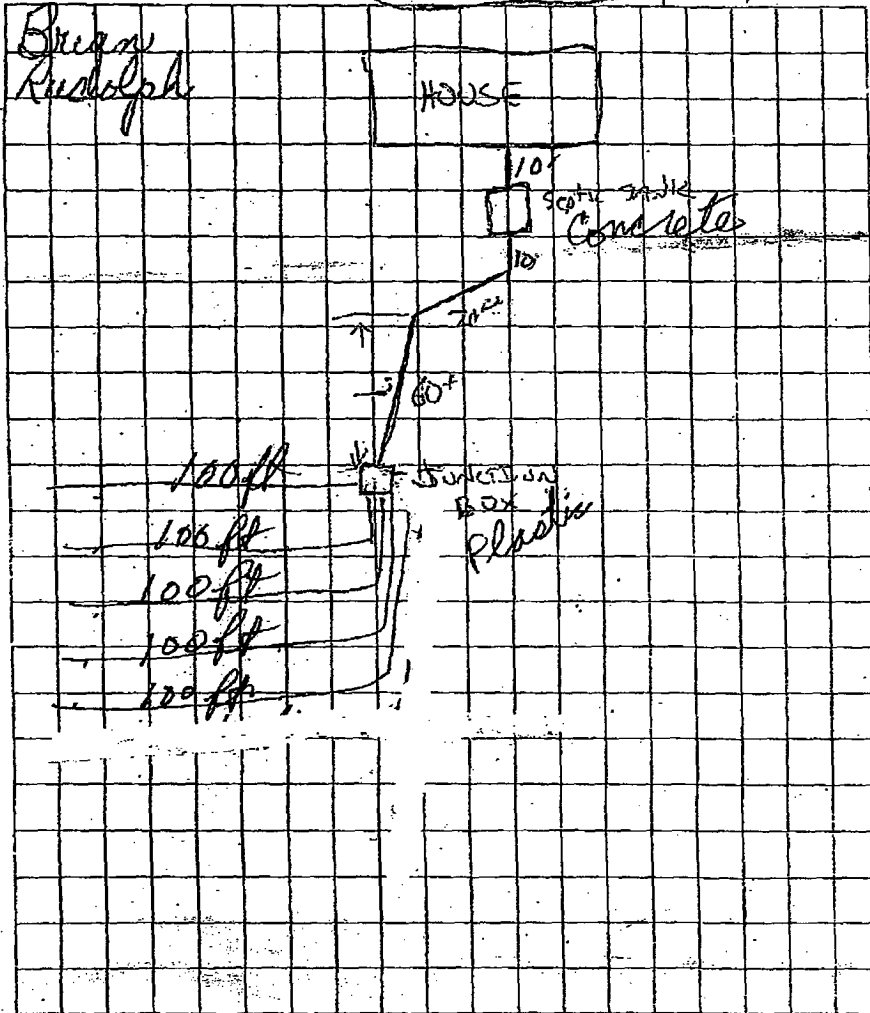 Brian
Rudolph
HOUSE
10'
Septic tank
Concrete
10'
60+
100 ft
JUNCTION
BOX
Plastic
100 ft
100 ft
100 ft
100 ft